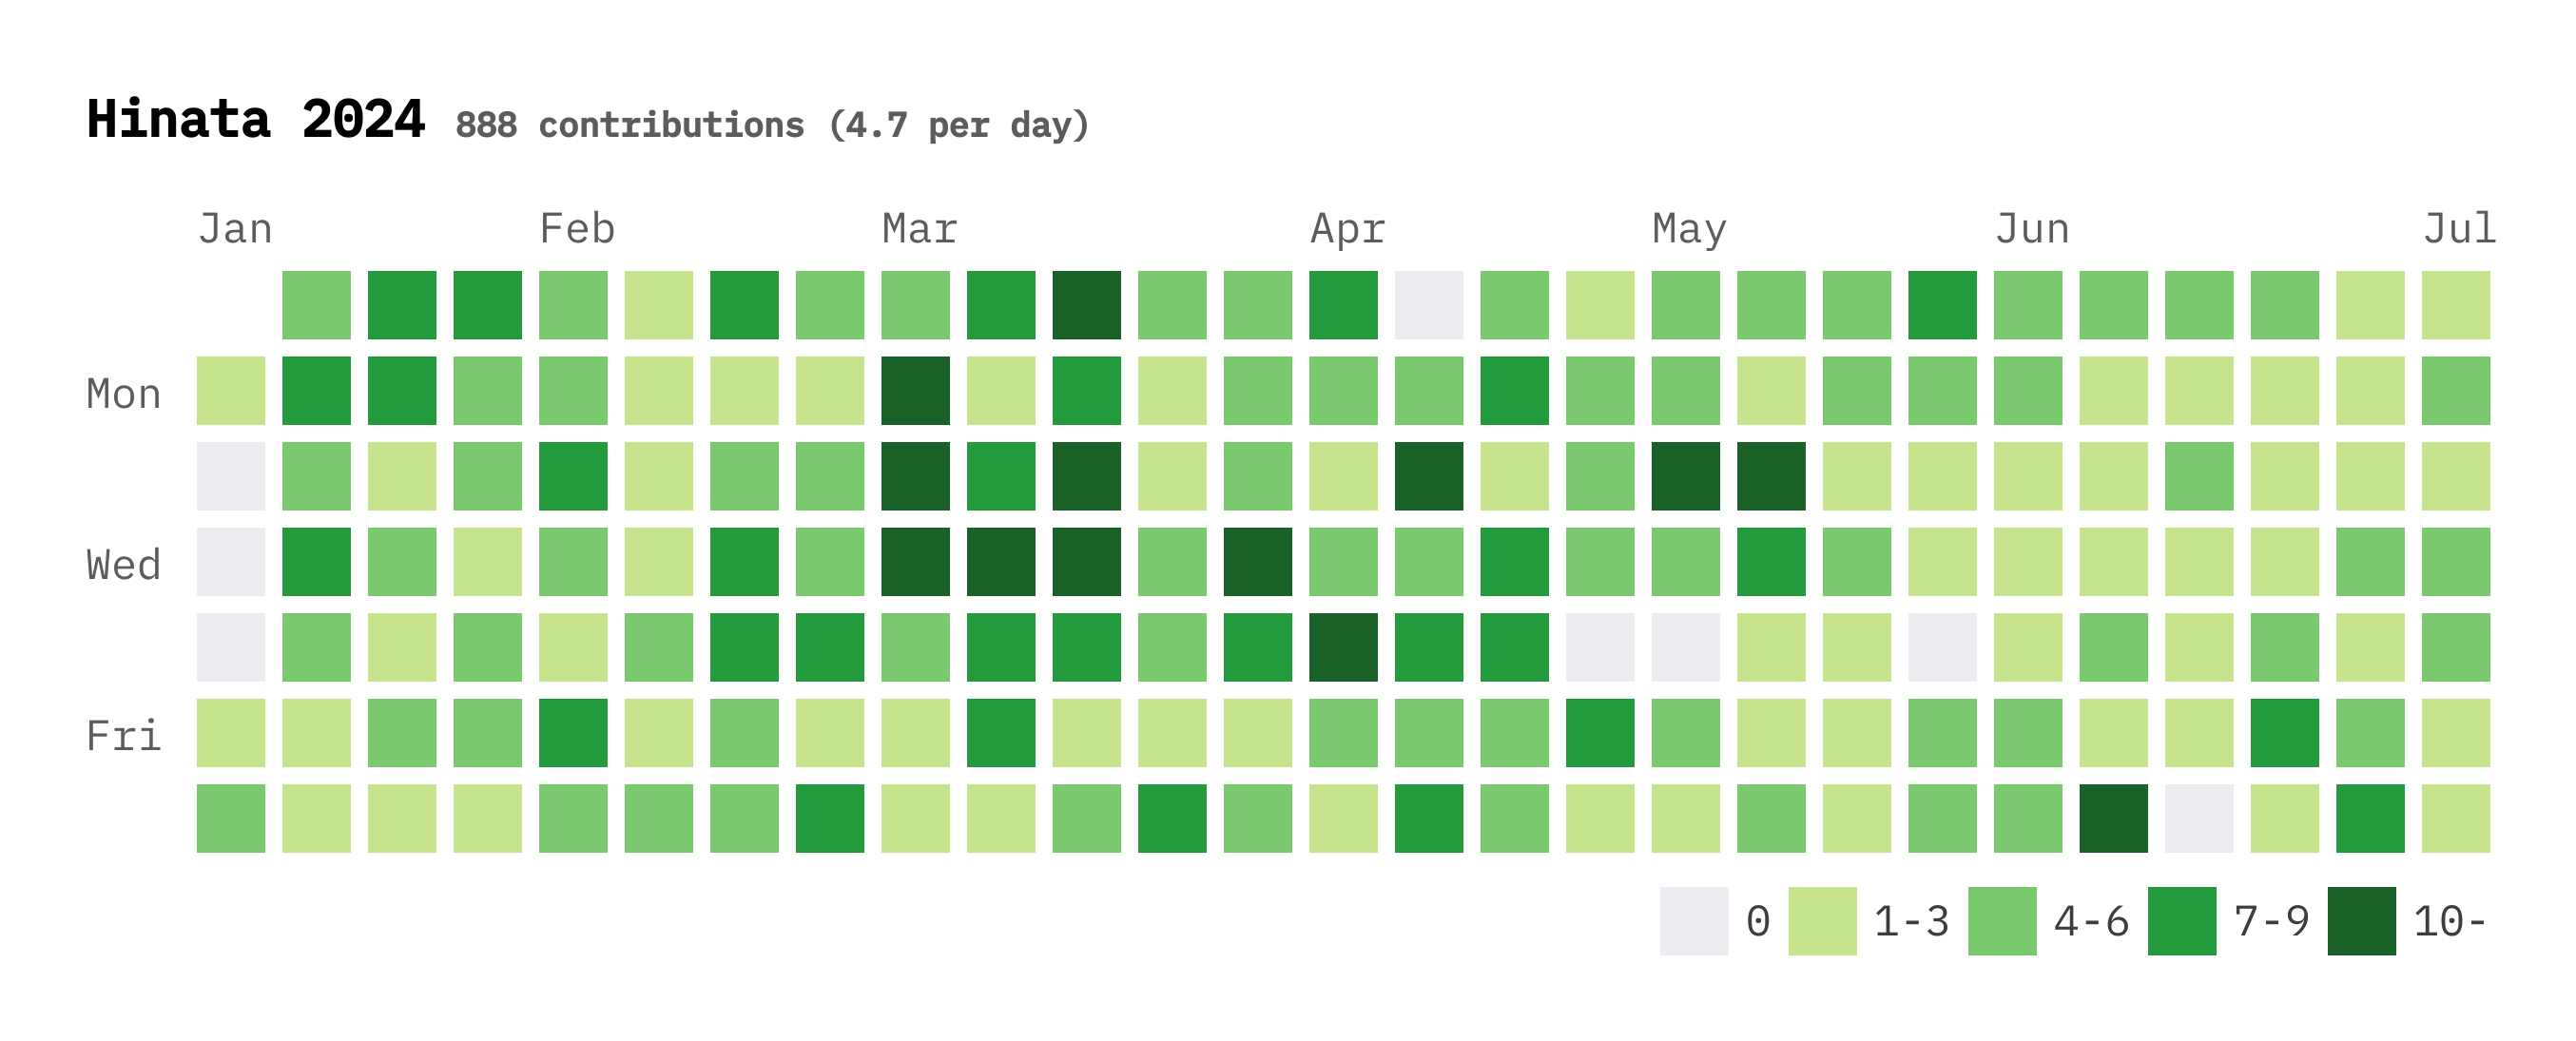 Hinata 2024 888 contributions (4.7 per day)
Jan Feb Mar Apr May Jun Jul
Mon
Wed
Fri
0 1-3 4-6 7-9 10-